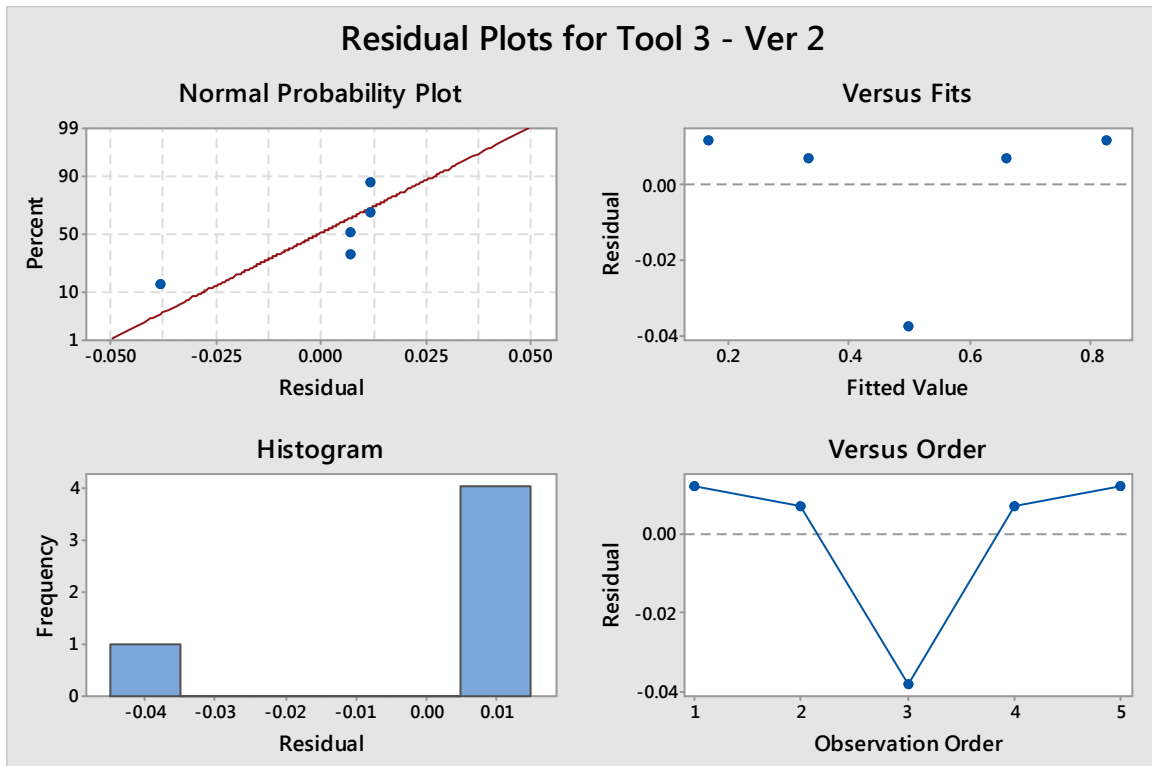 Residual Plots for Tool 3 - Ver 2
Normal Probability Plot
99
90
50
10
1
Percent
-0.050 -0.025 0.000 0.025 0.050
Residual
Versus Fits
0.00
-0.02
-0.04
Residual
0.2 0.4 0.6 0.8
Fitted Value
Histogram
4
3
2
1
0
Frequency
-0.04 -0.03 -0.02 -0.01 0.00 0.01
Residual
Versus Order
0.00
-0.02
-0.04
Residual
1 2 3 4 5
Observation Order